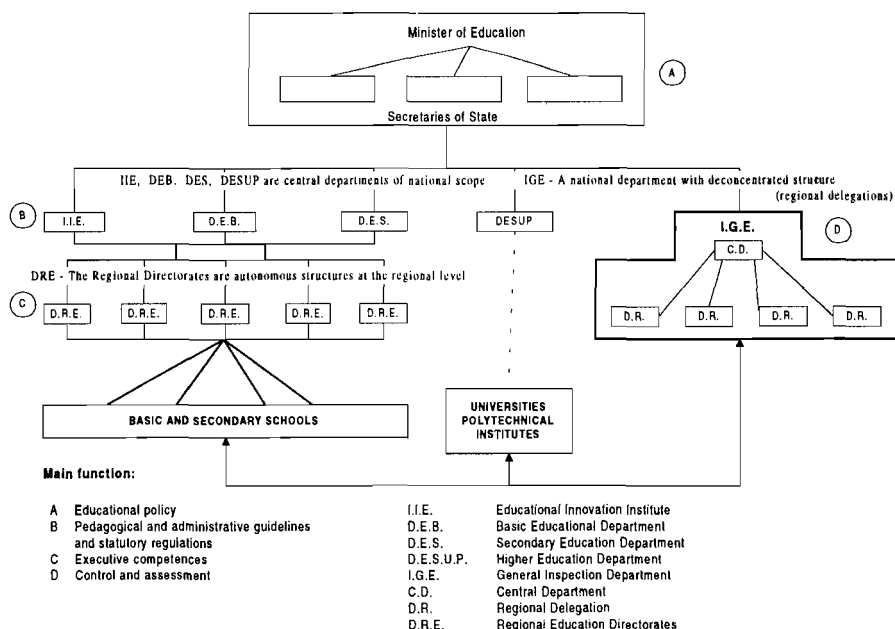 Minister of Education
A
Secretaries of State
IIE, DEB. DES, DESUP are central departments of national scope
IGE - A national department with deconcentrated strucure
(regional delegations)
B
I.I.E.
D.E.B.
D.E.S.
DESUP
I.G.E.
D
C.D.
DRE - The Regional Directorates are autonomous structures at the regional level
C
D.R.E.
D.R.E.
D.R.E.
D.R.E.
D.R.E.
D.R.
D.R.
D.R.
D.R.
BASIC AND SECONDARY SCHOOLS
UNIVERSITIES
POLYTECHNICAL
INSTITUTES
Main function:
A Educational policy
B Pedagogical and administrative guidelines
and statutory regulations
C Executive competences
D Control and assessment
I.I.E. Educational Innovation Institute
D.E.B. Basic Educational Department
D.E.S. Secondary Education Department
D.E.S.U.P. Higher Education Department
I.G.E. General Inspection Department
C.D. Central Department
D.R. Regional Delegation
D.R.E. Regional Education Directorates